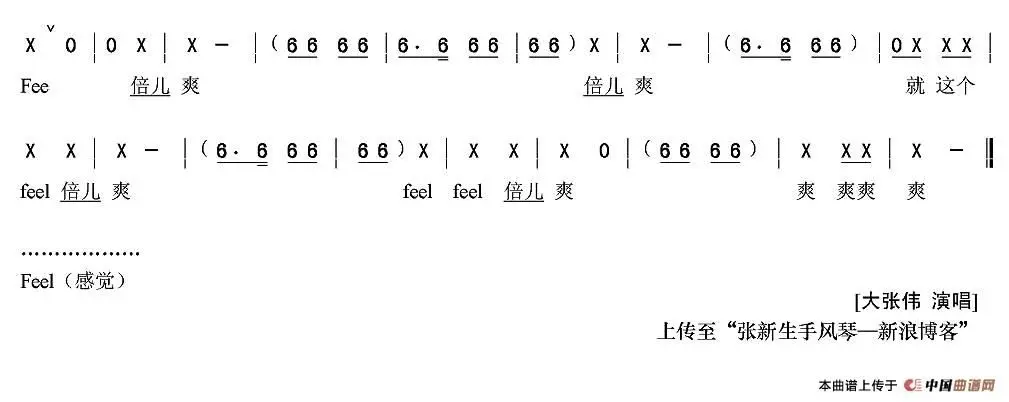 X ˅ 0 | 0 X | X – | ( 6 6 6 6 | 6 · 6 6 6 | 6 6 ) X | X – | ( 6 · 6 6 6 ) | 0 X X X |
Fee 倍儿 爽 倍儿 爽 就 这个
X X | X – | ( 6 · 6 6 6 | 6 6 ) X | X X | X 0 | ( 6 6 6 6 ) | X X X | X – ‖
feel 倍儿 爽 feel feel 倍儿 爽 爽 爽爽 爽
………………
Feel（感觉）
[大张伟 演唱]
上传至“张新生手风琴—新浪博客”
本曲谱上传于 中国曲谱网